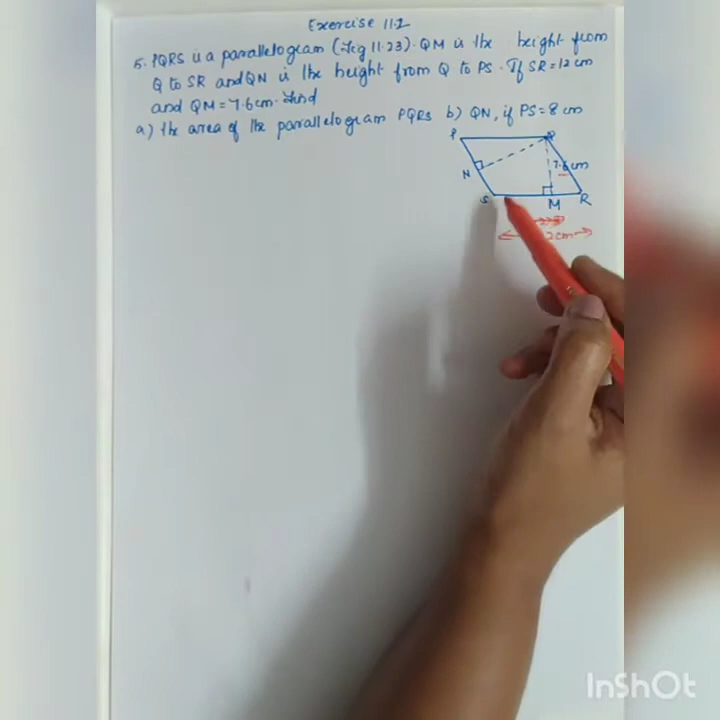 Exercise 11.2
5. PQRS is a parallelogram (Fig 11.23). QM is the height from
Q to SR and QN is the height from Q to PS. If SR = 12 cm
and QM = 7.6 cm. Find
a) the area of the parallelogram PQRS b) QN, if PS = 8 cm
P
N
7.6 cm
S
M
R
2cm
InShOt